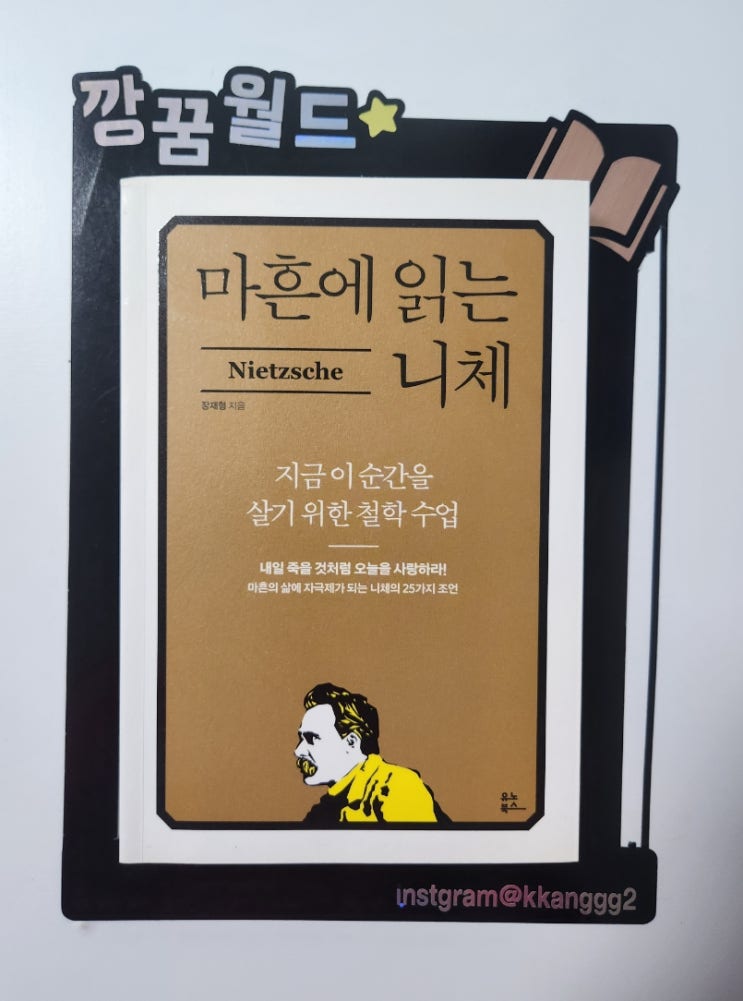 깡꿈월드
마흔에 읽는
니체
Nietzsche
장재형 지음
지금 이 순간을
살기 위한 철학 수업
내일 죽을 것처럼 오늘을 사랑하라!
마흔의 삶에 자극제가 되는 니체의 25가지 조언
유노
북스
instgram@kkanggg2